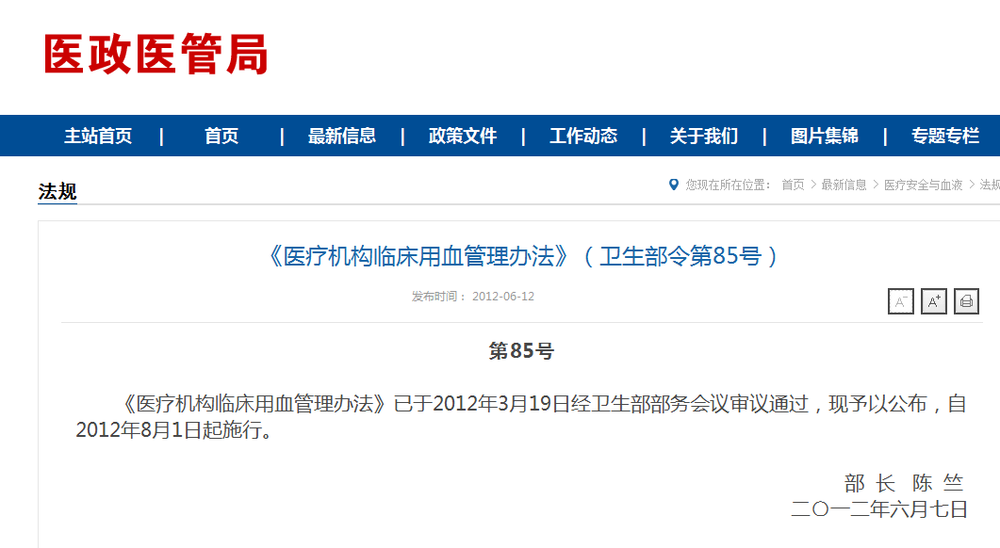 医政医管局
主站首页 | 首页 | 最新信息 | 政策文件 | 工作动态 | 关于我们 | 图片集锦 | 专题专栏
法规
您现在所在位置： 首页 > 最新信息 > 医疗安全与血液 > 法规
《医疗机构临床用血管理办法》（卫生部令第85号）
发布时间： 2012-06-12
A- A+
第85号
《医疗机构临床用血管理办法》已于2012年3月19日经卫生部部务会议审议通过，现予以公布，自
2012年8月1日起施行。
部 长 陈 竺
二〇一二年六月七日